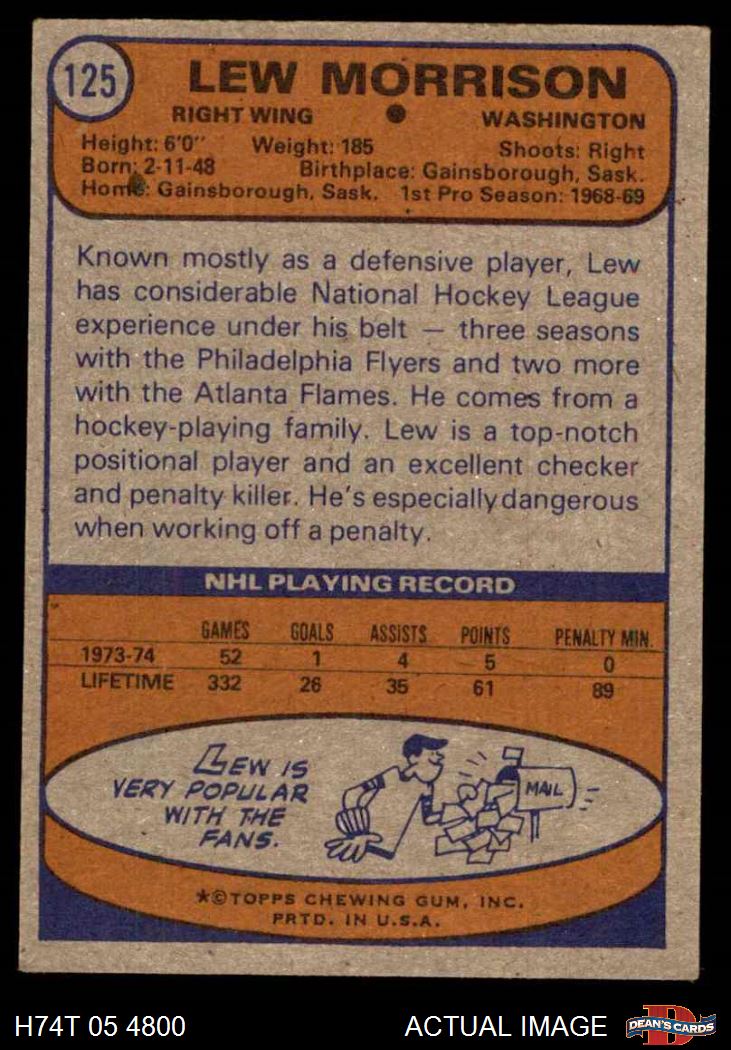 125
LEW MORRISON
RIGHT WING ● WASHINGTON
Height: 6'0" Weight: 185 Shoots: Right
Born: 2-11-48 Birthplace: Gainsborough, Sask.
Home: Gainsborough, Sask. 1st Pro Season: 1968-69
Known mostly as a defensive player, Lew
has considerable National Hockey League
experience under his belt — three seasons
with the Philadelphia Flyers and two more
with the Atlanta Flames. He comes from a
hockey-playing family. Lew is a top-notch
positional player and an excellent checker
and penalty killer. He's especially dangerous
when working off a penalty.
NHL PLAYING RECORD
GAMES GOALS ASSISTS POINTS PENALTY MIN.
1973-74 52 1 4 5 0
LIFETIME 332 26 35 61 89
LEW IS
VERY POPULAR
WITH THE
FANS.
MAIL
★©TOPPS CHEWING GUM, INC.
PRTD. IN U.S.A.
H74T 05 4800 ACTUAL IMAGE
D
DEAN'S CARDS